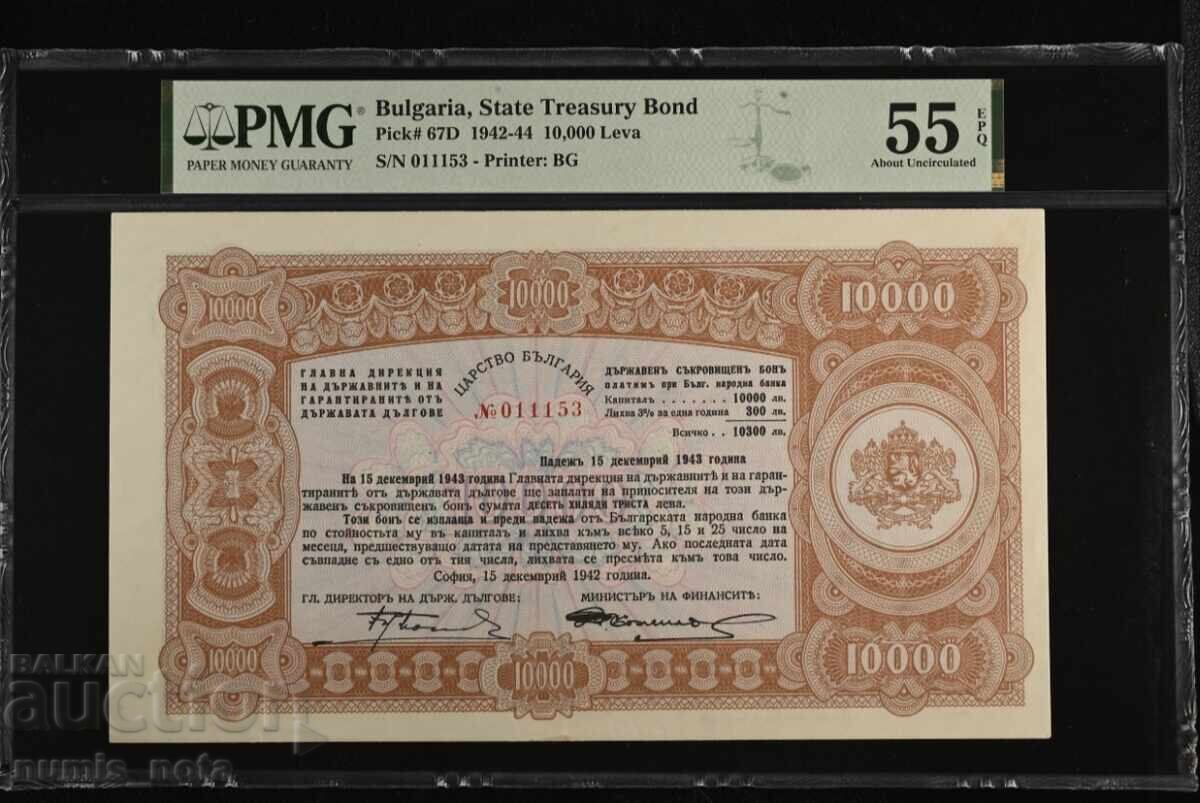 PMG®
PAPER MONEY GUARANTY
Bulgaria, State Treasury Bond
Pick# 67D 1942-44 10,000 Leva
S/N 011153 - Printer: BG
55
About Uncirculated
EPQ
10000
10000
10000
ГЛАВНА ДИРЕКЦИЯ
НА ДЪРЖАВНИТѢ И НА
ГАРАНТИРАНИТѢ ОТЪ
ДЪРЖАВАТА ДЪЛГОВЕ
ЦАРСТВО БЪЛГАРИЯ
№ 011153
ДЪРЖАВЕНЪ СЪКРОВИЩЕНЪ БОНЪ
платимъ при Бълг. народна банка
Капиталъ . . . . . . . 10000 лв.
Лихва 3% за една година 300 лв.
Всичко . . 10300 лв.
Падежъ 15 декемврий 1943 година
На 15 декемврий 1943 година Главната дирекция на държавнитѣ и на гаран-
тиранитѣ отъ държавата дългове ще заплати на приносителя на този дър-
жавенъ съкровищенъ бонъ сумата ДЕСЕТЬ ХИЛЯДИ ТРИСТА лева.
Този бонъ се изплаща и преди падежа отъ Българската народна банка
по стойностьта му въ капиталъ и лихва къмъ всѣко 5, 15 и 25 число на
месеца, предшествуващо датата на представянето му. Ако последната дата
съвпадне съ едно отъ тия числа, лихвата се пресмѣта къмъ това число.
София, 15 декемврий 1942 година.
ГЛ. ДИРЕКТОРЪ НА ДЪРЖ. ДЪЛГОВЕ:
МИНИСТЪРЪ НА ФИНАНСИТѢ:
10000
10000
10000
BALKAN
auction
numis_nota